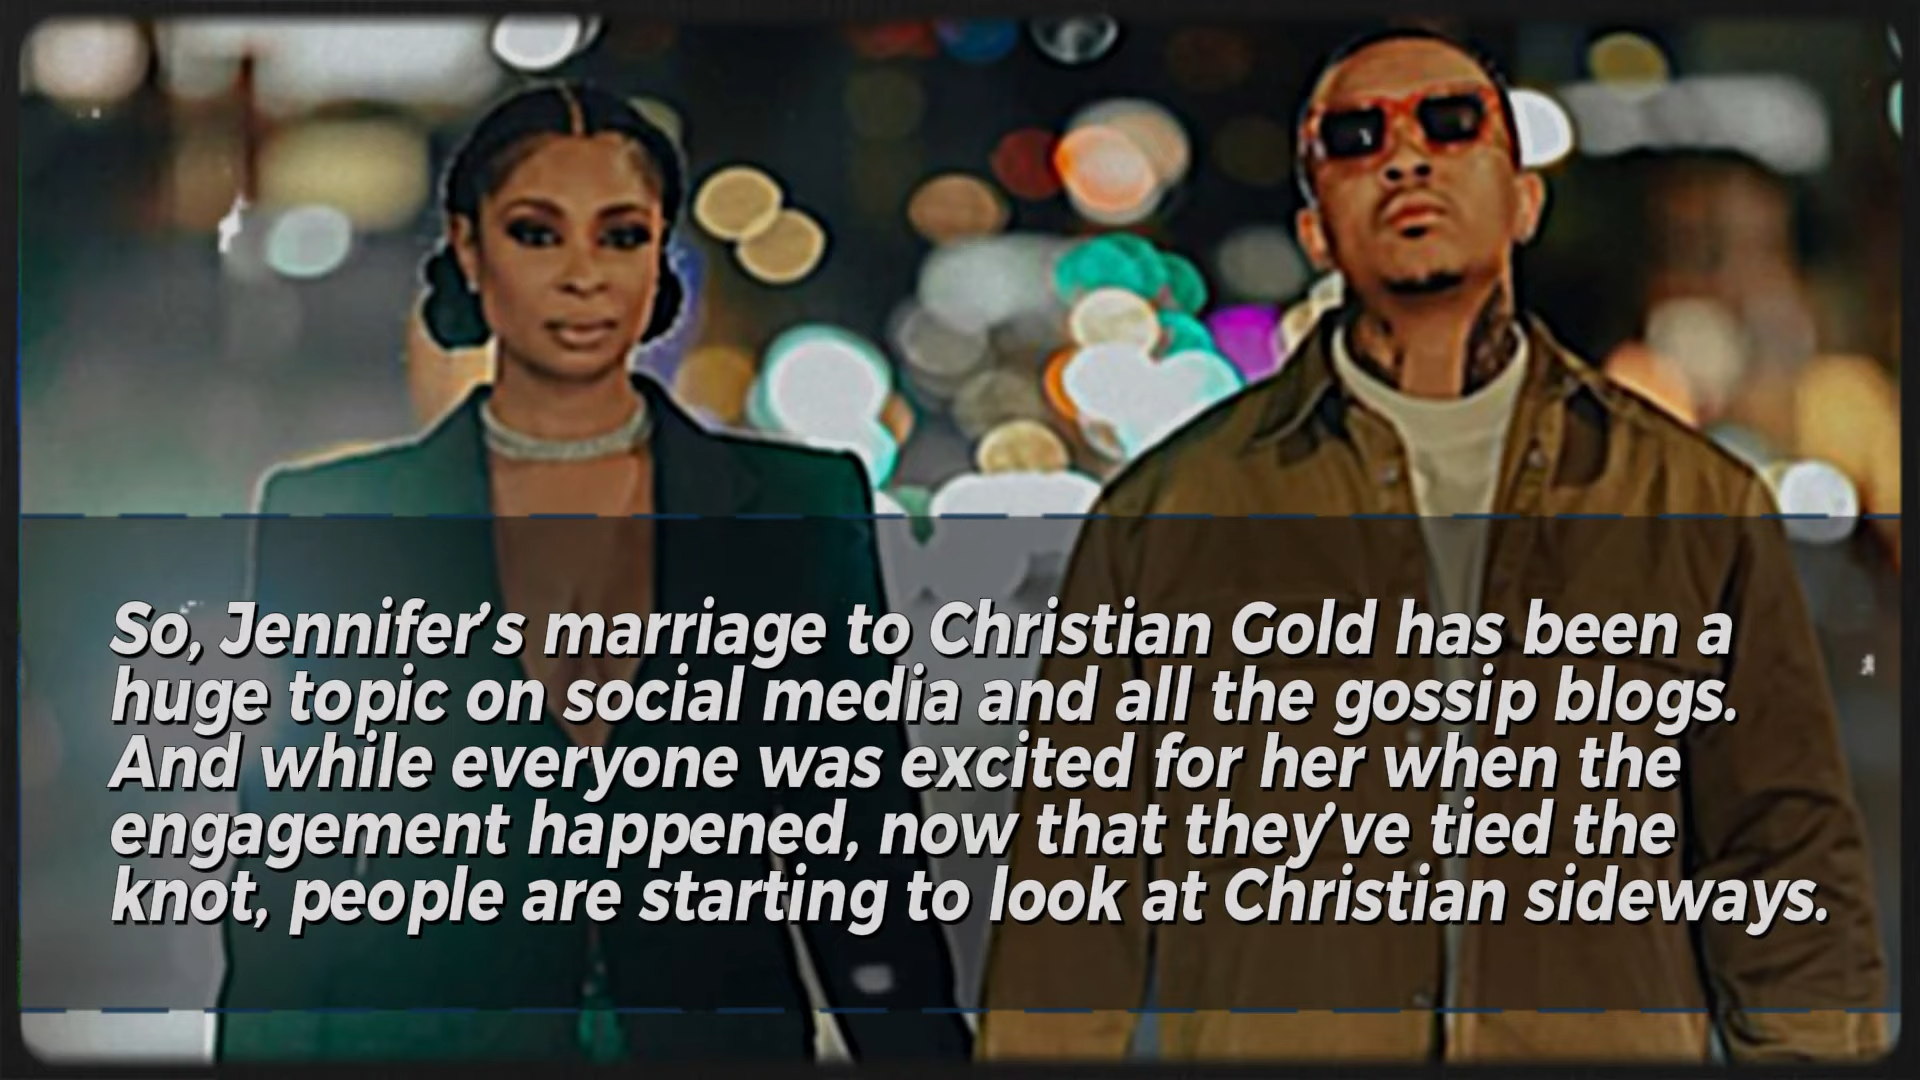 So, Jennifer's marriage to Christian Gold has been a
huge topic on social media and all the gossip blogs.
And while everyone was excited for her when the
engagement happened, now that they've tied the
knot, people are starting to look at Christian sideways.